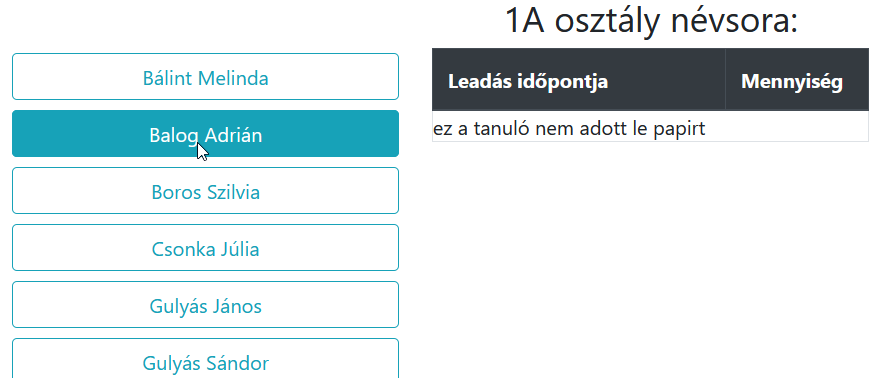 1A osztály névsora:
Bálint Melinda
Balog Adrián
Boros Szilvia
Csonka Júlia
Gulyás János
Gulyás Sándor
Leadás időpontja Mennyiség
ez a tanuló nem adott le papirt